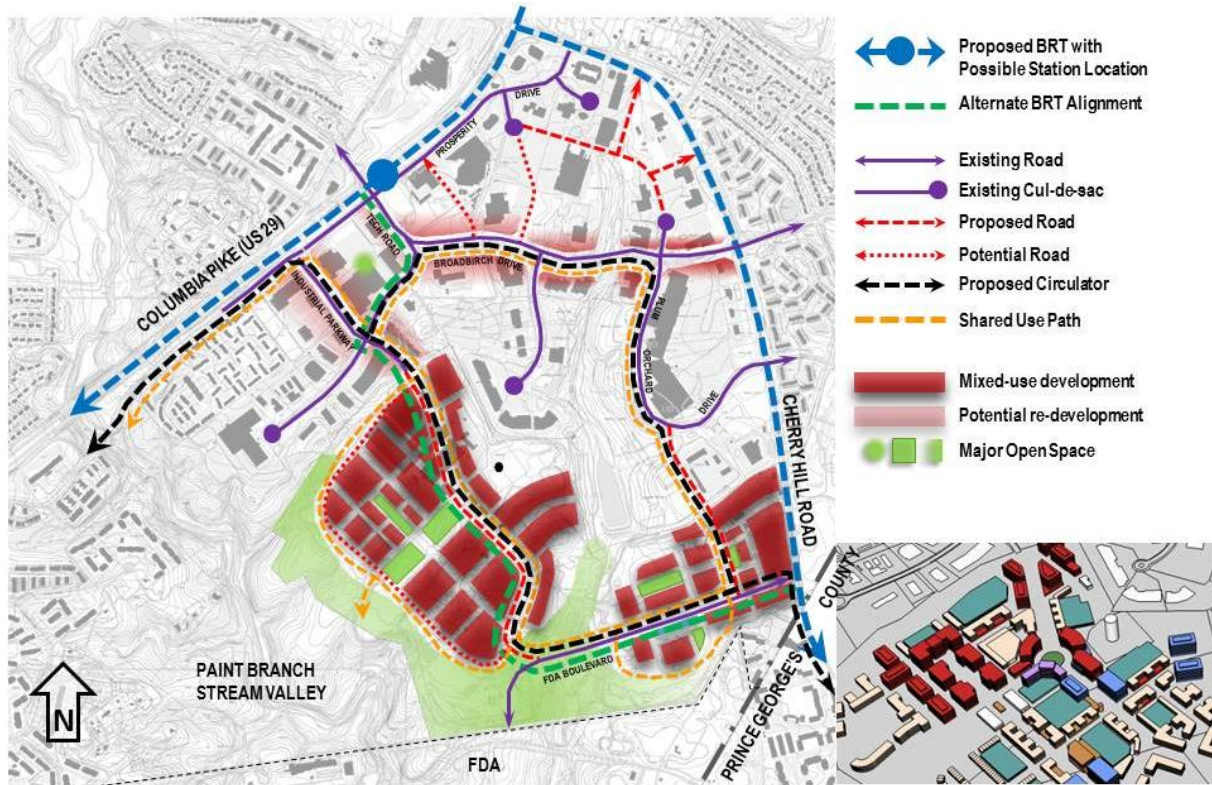 COLUMBIA PIKE (US 29)
PROSPERITY
DRIVE
TECH ROAD
BROADBIRCH DRIVE
INDUSTRIAL PARKWAY
PLUM
ORCHARD
DRIVE
CHERRY HILL ROAD
FDA BOULEVARD
PAINT BRANCH
STREAM VALLEY
N
FDA
PRINCE GEORGE'S
COUNTY
Proposed BRT with
Possible Station Location
Alternate BRT Alignment
Existing Road
Existing Cul-de-sac
Proposed Road
Potential Road
Proposed Circulator
Shared Use Path
Mixed-use development
Potential re-development
Major Open Space